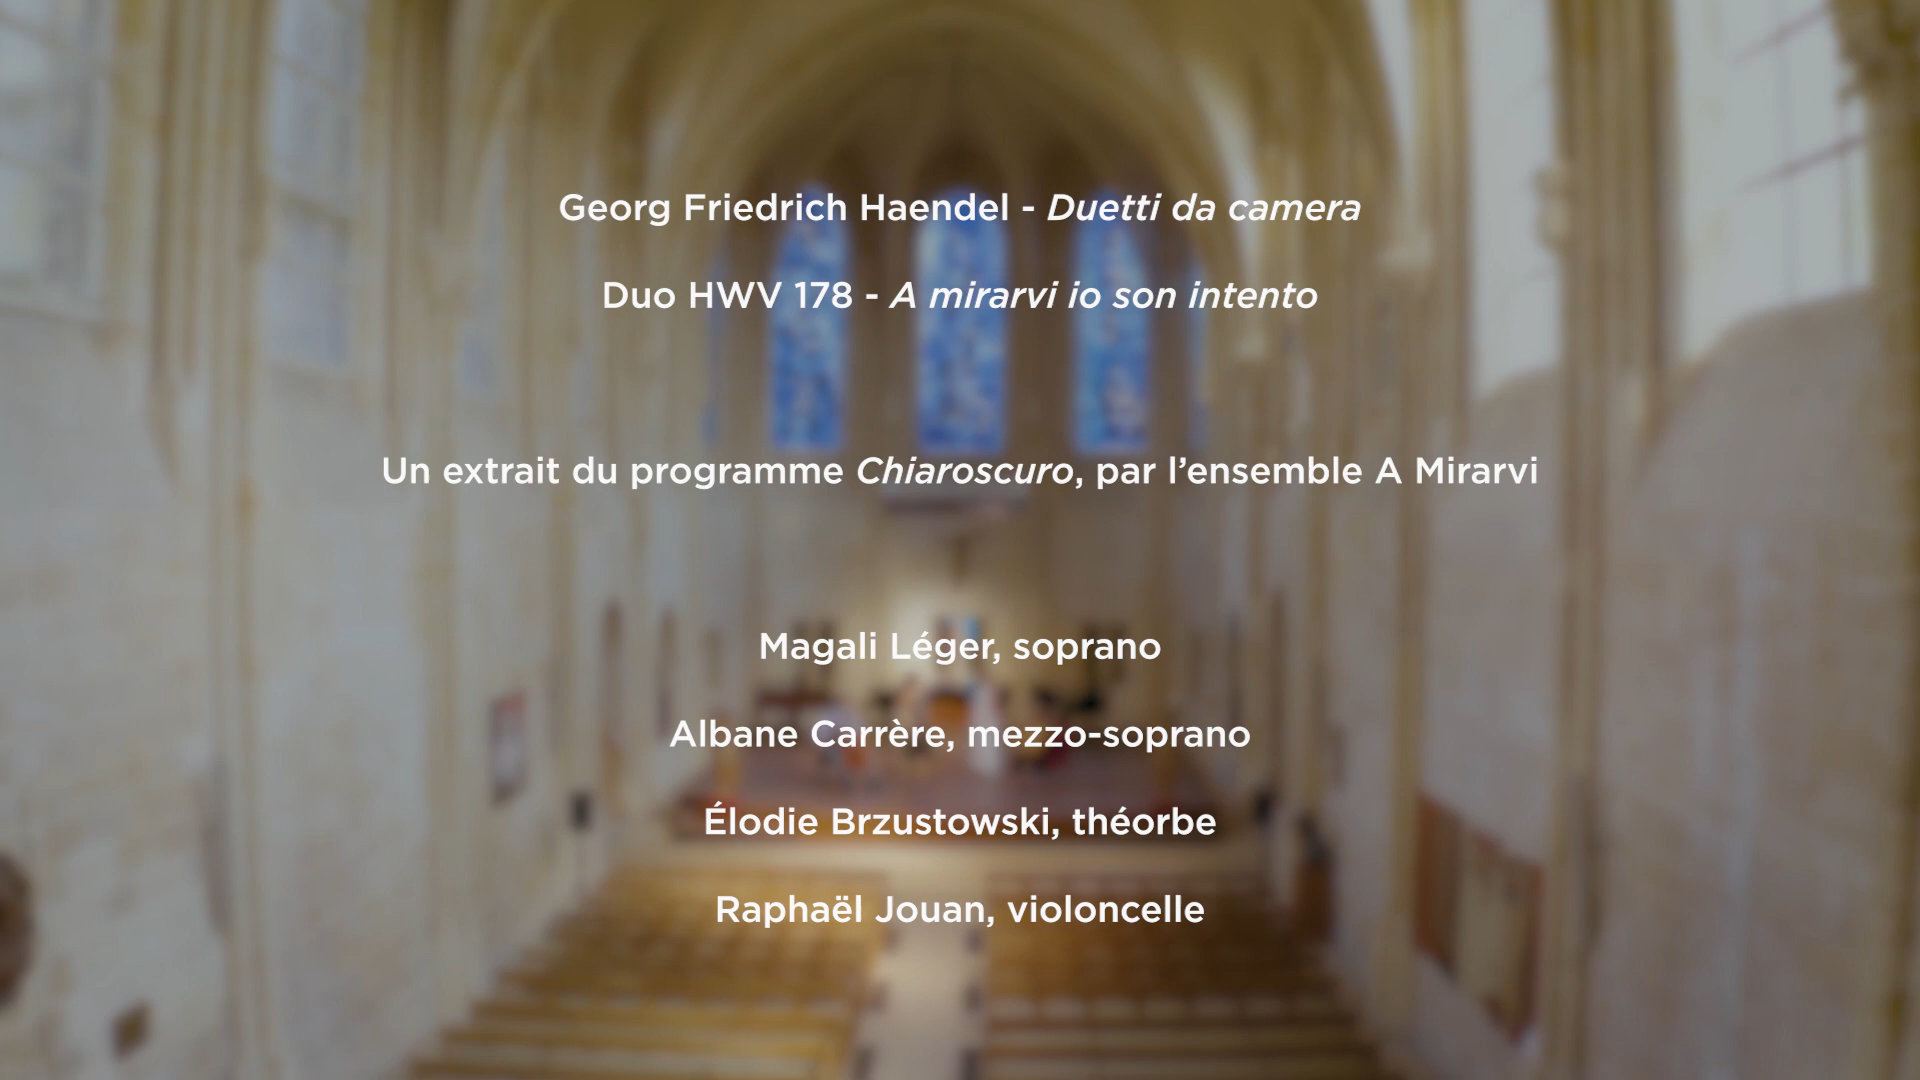 Georg Friedrich Haendel - Duetti da camera
Duo HWV 178 - A mirarvi io son intento
Un extrait du programme Chiaroscuro, par l’ensemble A Mirarvi
Magali Léger, soprano
Albane Carrère, mezzo-soprano
Élodie Brzustowski, théorbe
Raphaël Jouan, violoncelle